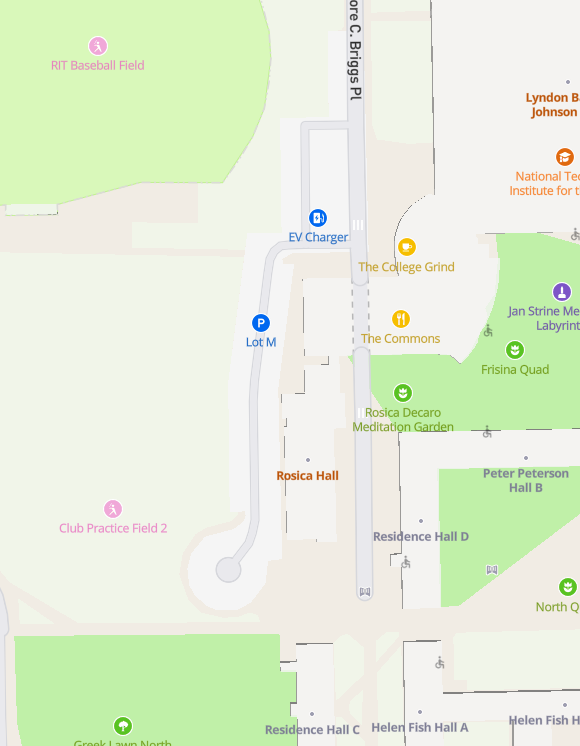 ore C. Briggs Pl
RIT Baseball Field
Lyndon B
Johnson
National Tec
Institute for t
EV Charger
The College Grind
Jan Strine Me
Labyrint
Lot M
The Commons
Frisina Quad
Rosica Decaro
Meditation Garden
Rosica Hall
Peter Peterson
Hall B
Club Practice Field 2
Residence Hall D
North Q
P
Residence Hall C
Helen Fish Hall A
Helen Fish H
Greek Lawn North